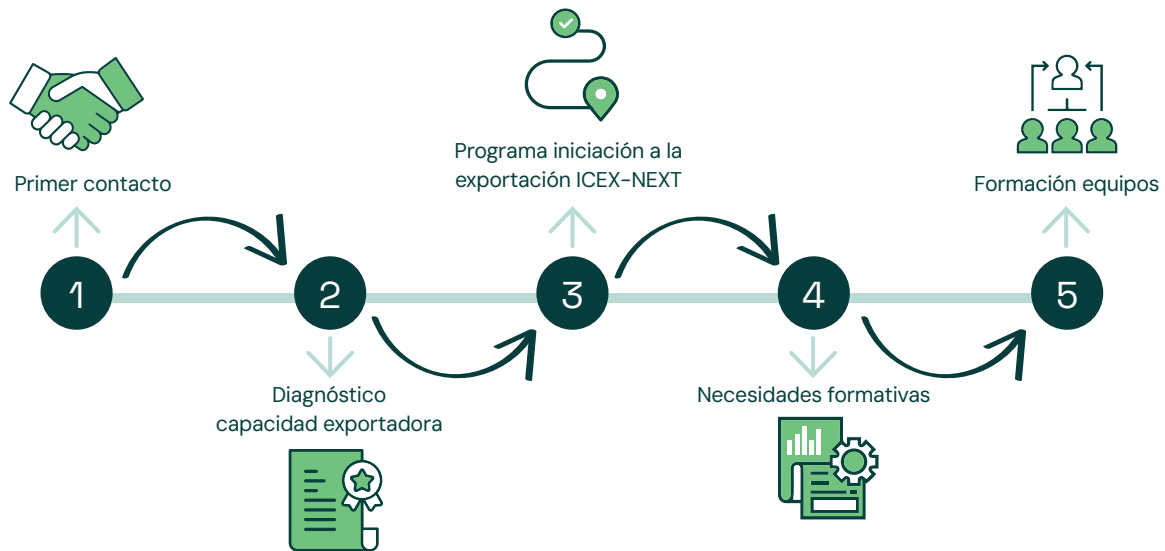 Programa iniciación a la
exportación ICEX-NEXT
Primer contacto
Formación equipos
1
2
3
4
5
Diagnóstico
capacidad exportadora
Necesidades formativas